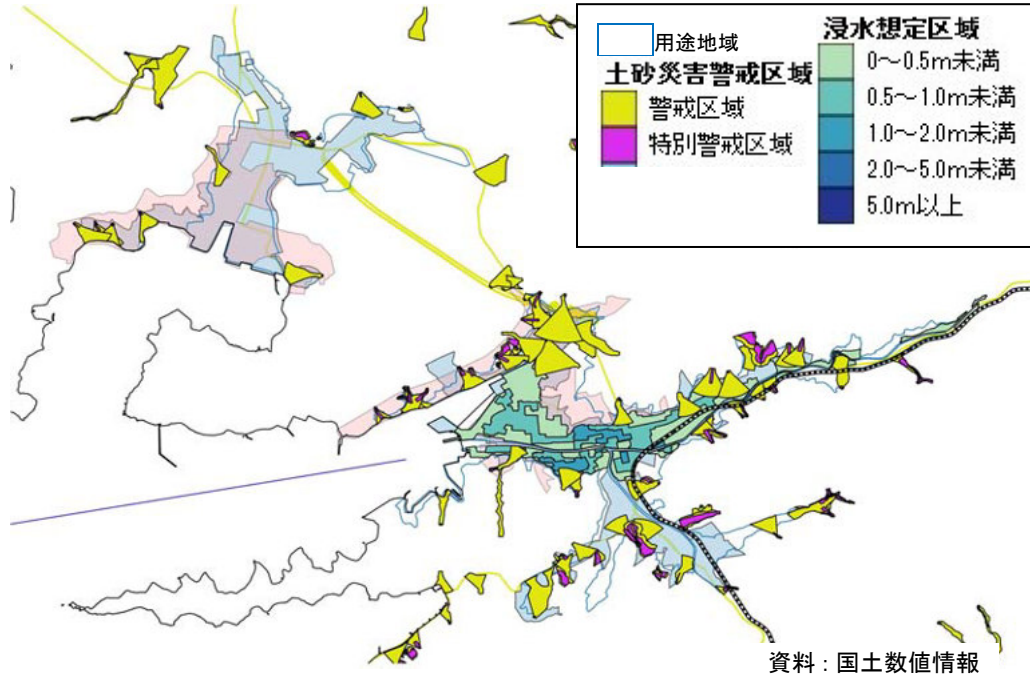 用途地域
土砂災害警戒区域
警戒区域
特別警戒区域
浸水想定区域
0～0.5m未満
0.5～1.0m未満
1.0～2.0m未満
2.0～5.0m未満
5.0m以上
資料：国土数値情報